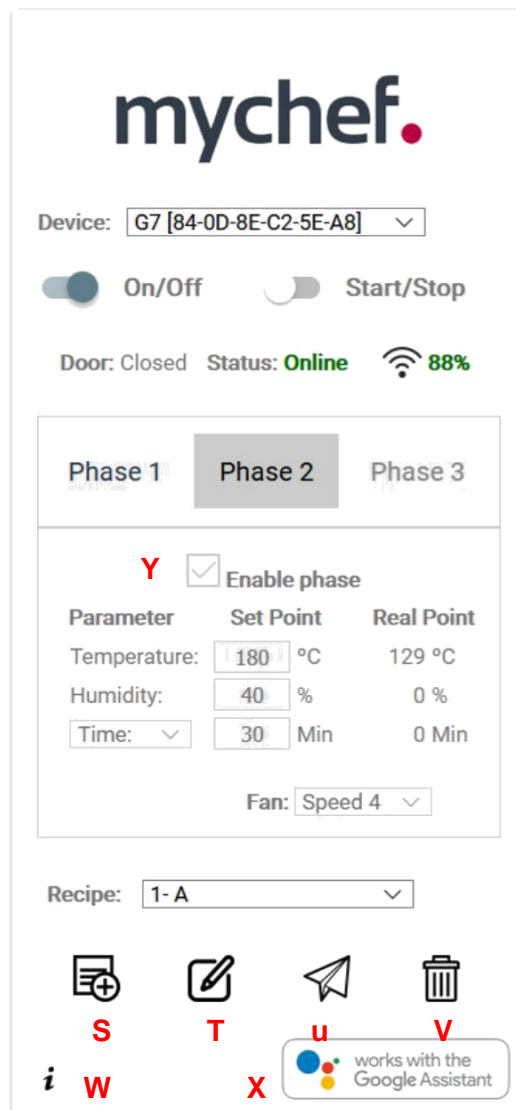 mychef.
Device: G7 [84-0D-8E-C2-5E-A8]
On/Off Start/Stop
Door: Closed Status: Online 88%
Phase 1 Phase 2 Phase 3
Y Enable phase
Parameter Set Point Real Point
Temperature: 180 ºC 129 ºC
Humidity: 40 % 0 %
Time: 30 Min 0 Min
Fan: Speed 4
Recipe: 1- A
S T u V
i W X works with the
Google Assistant